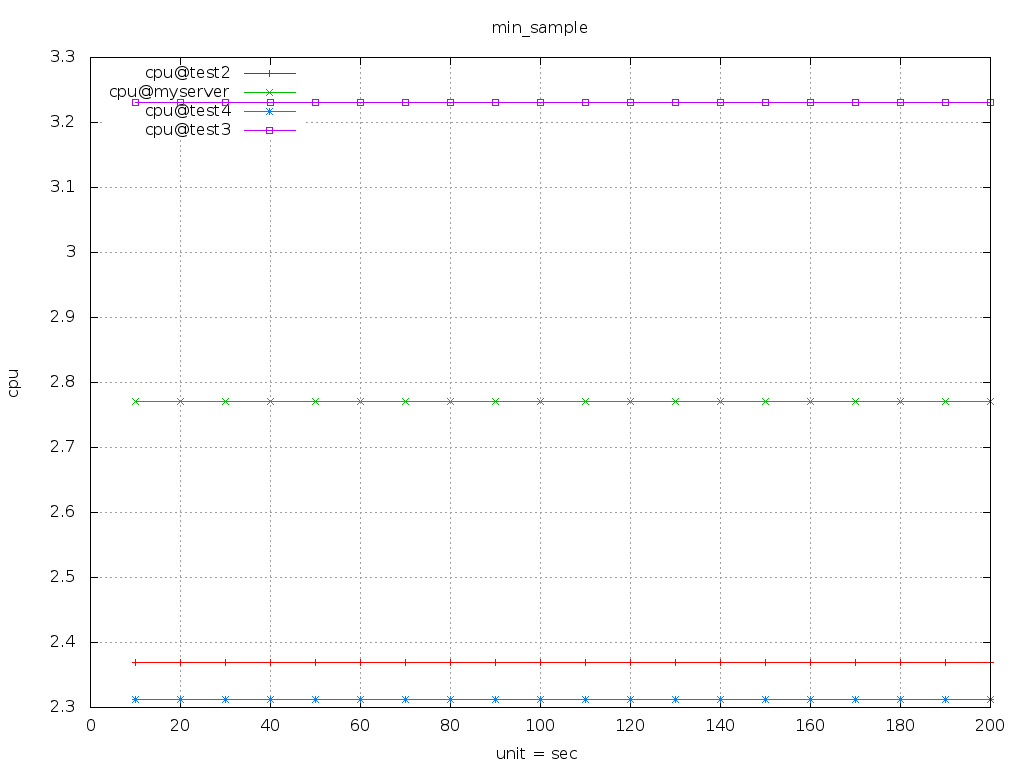 min_sample
3.3
cpu@test2
cpu@myserver
cpu@test4
3.2
cpu@test3
3.1
3
2.9
2.8
cpu
2.7
2.6
2.5
2.4
2.3
0 20 40 60 80 100 120 140 160 180 200
unit = sec